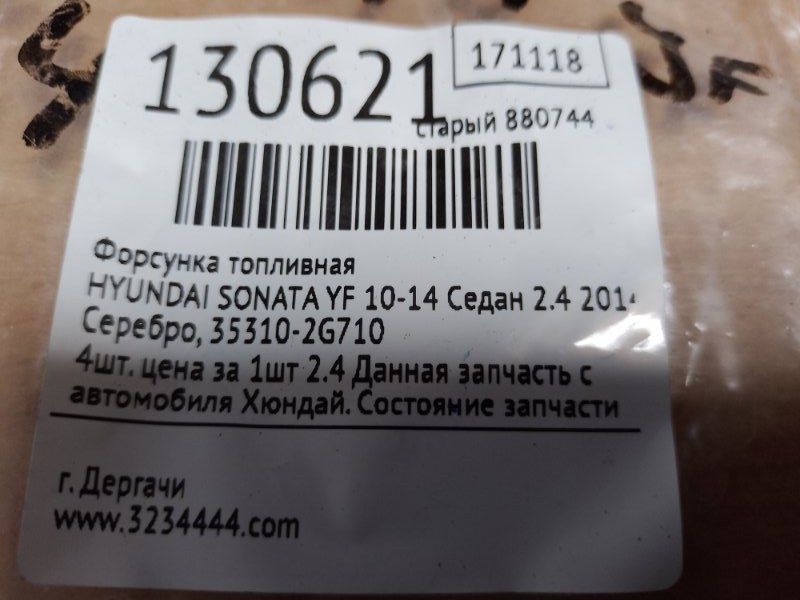 130621
171118
старый 880744
Форсунка топливная
HYUNDAI SONATA YF 10-14 Седан 2.4 2014
Серебро, 35310-2G710
4шт. цена за 1шт 2.4 Данная запчасть с
автомобиля Хюндай. Состояние запчасти
г. Дергачи
www.3234444.com